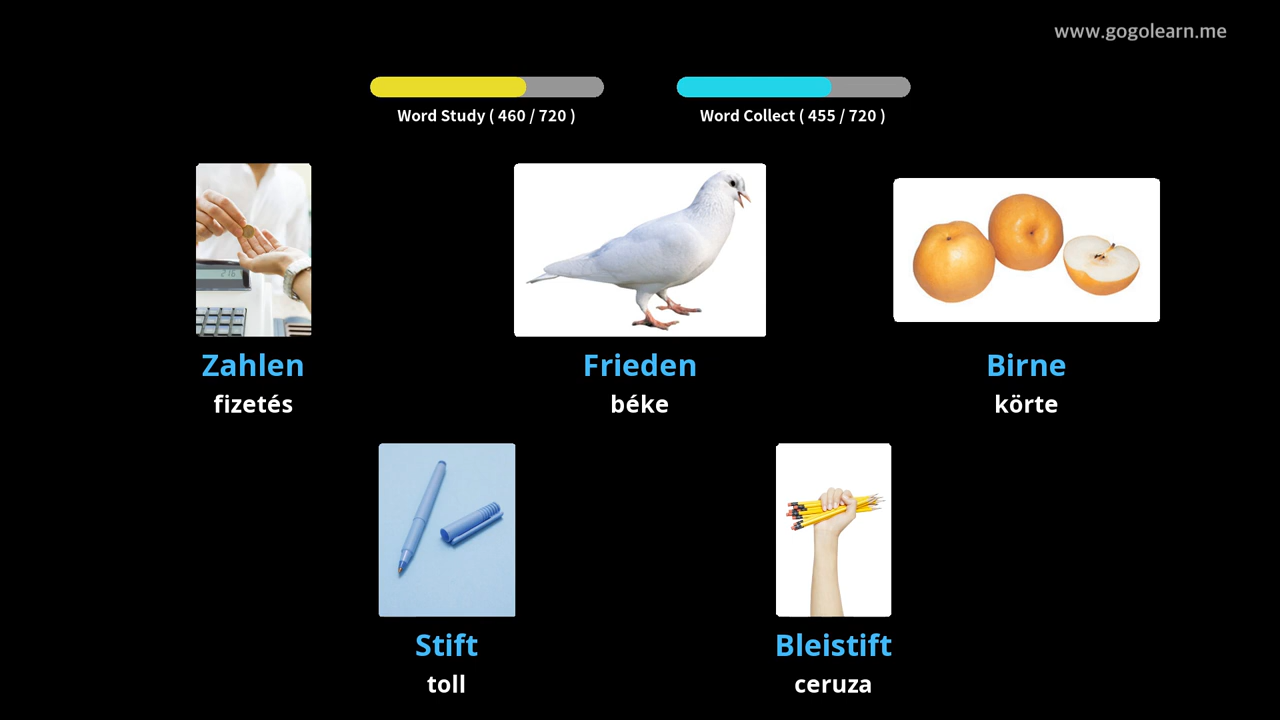 www.gogolearn.me
Word Study ( 460 / 720 )
Word Collect ( 455 / 720 )
Zahlen
fizetés
Frieden
béke
Birne
körte
Stift
toll
Bleistift
ceruza